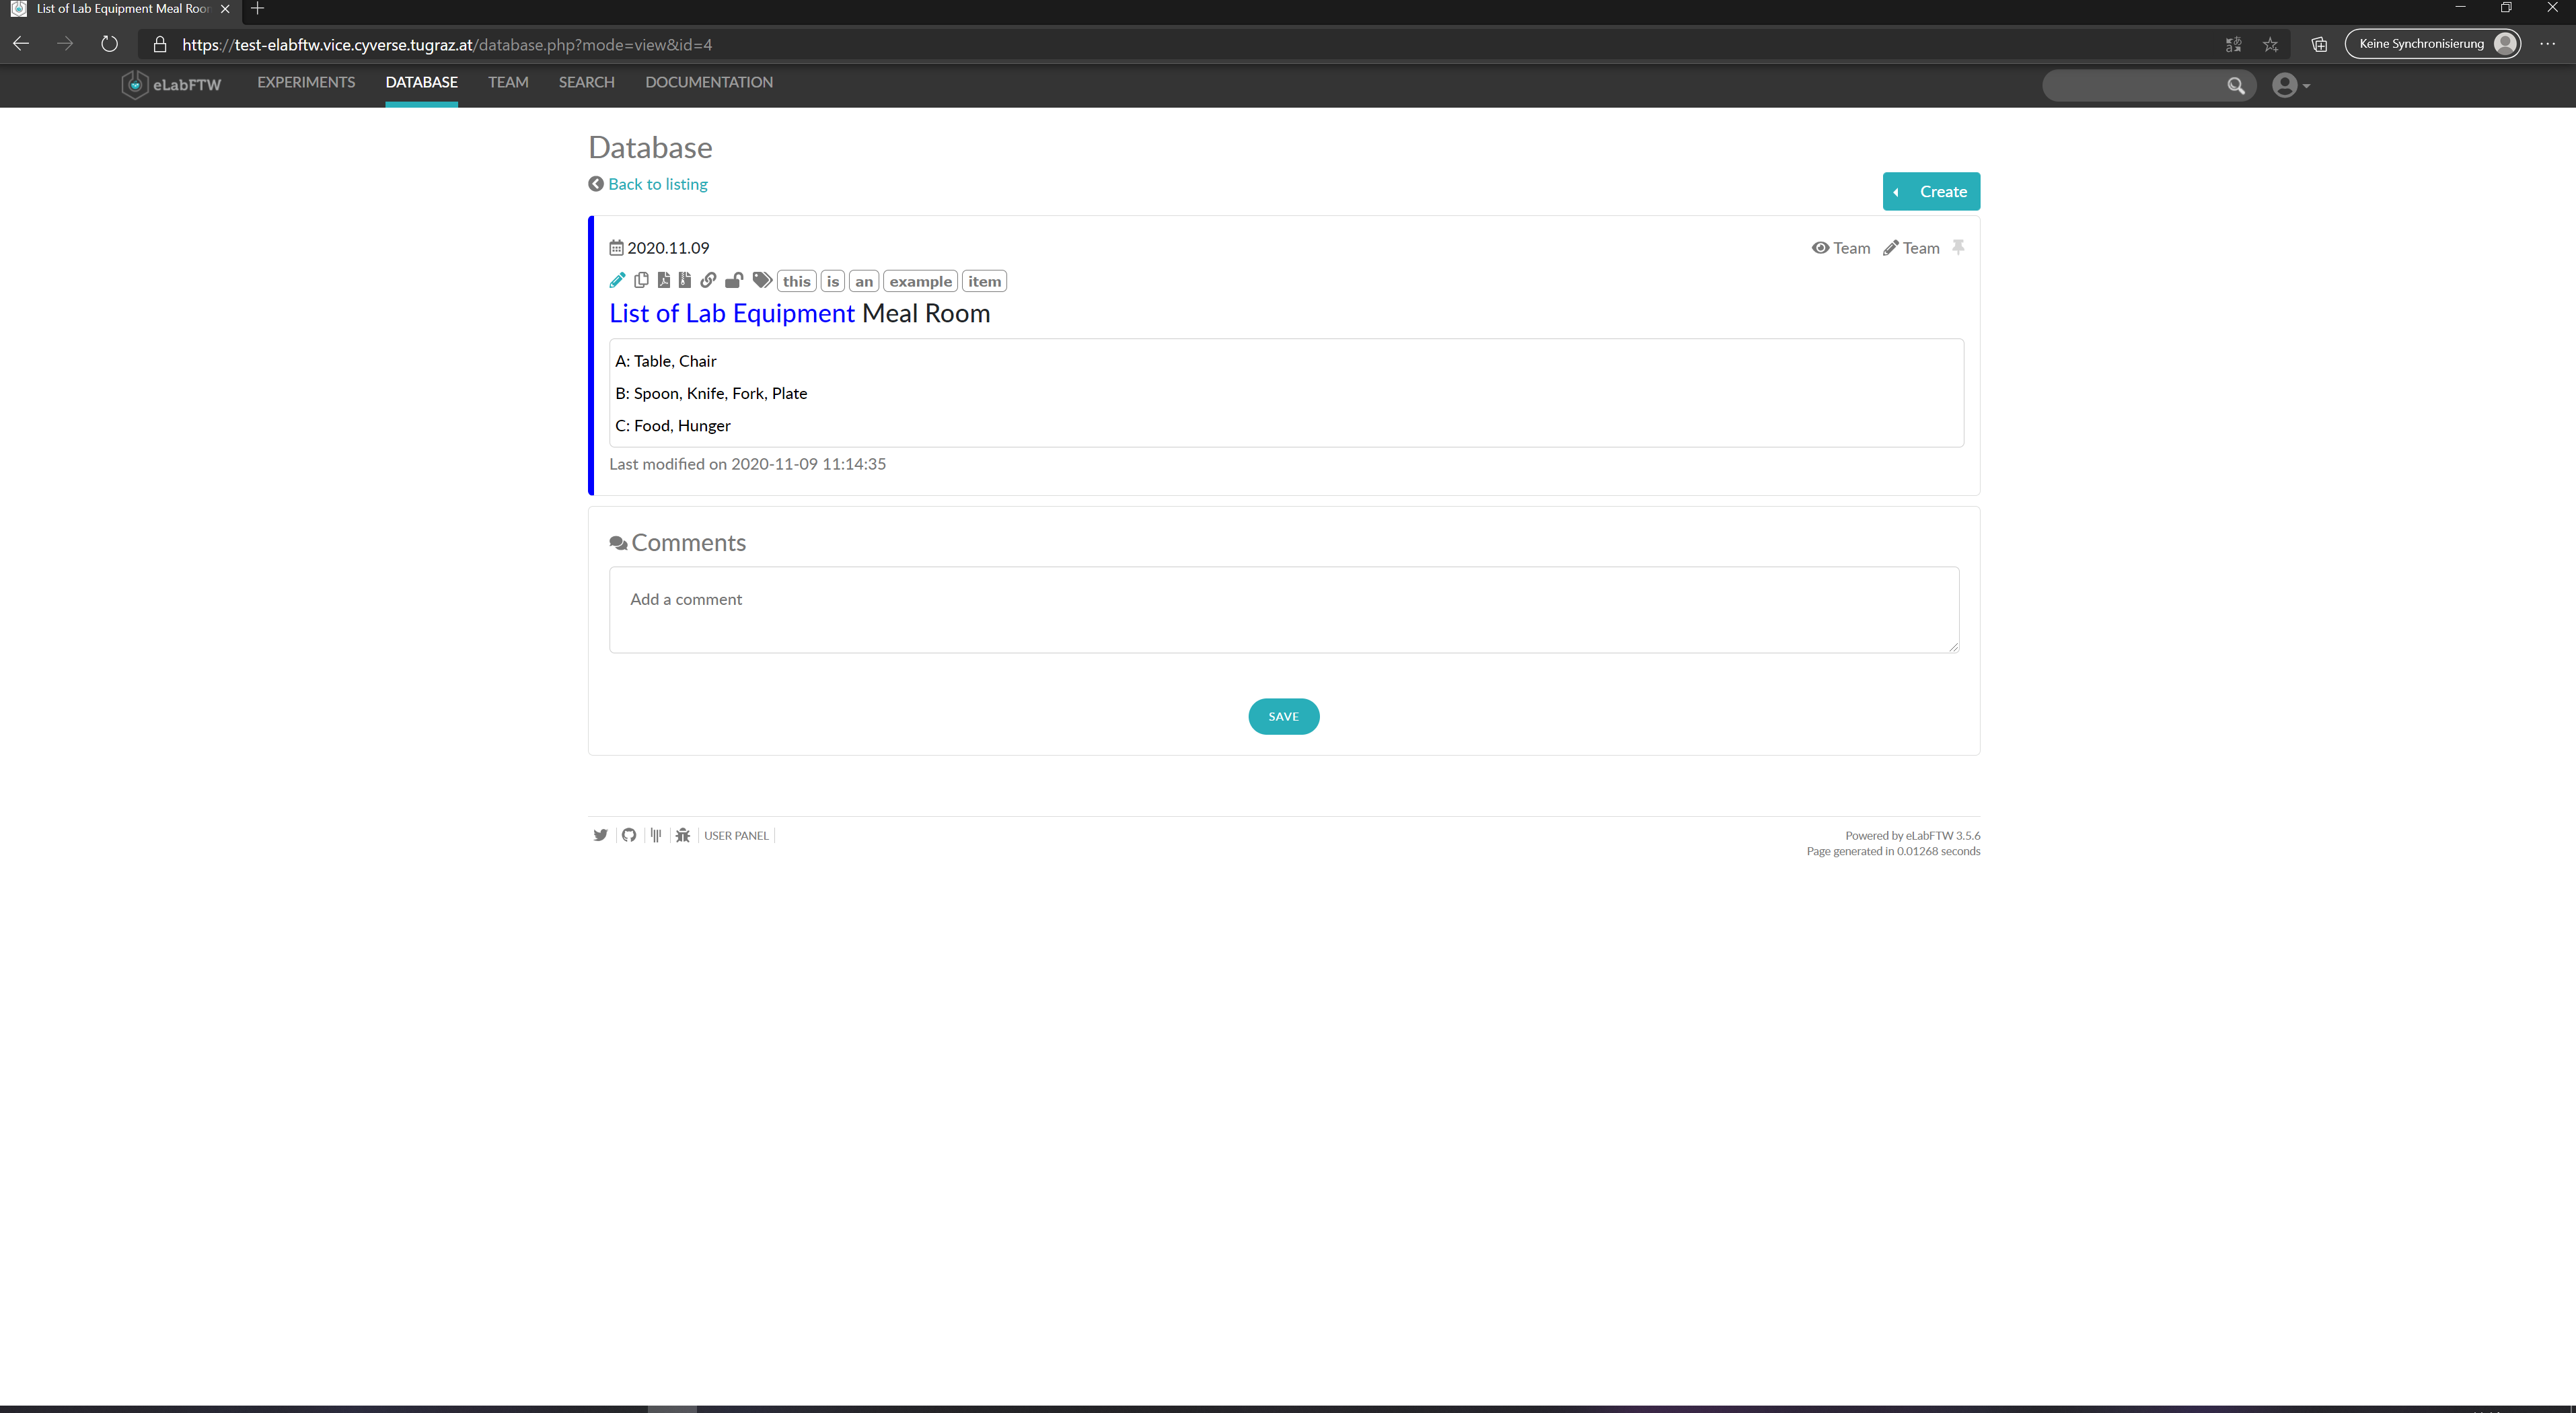 List of Lab Equipment Meal Roor
https://test-elabftw.vice.cyverse.tugraz.at/database.php?mode=view&id=4
Keine Synchronisierung
eLabFTW EXPERIMENTS DATABASE TEAM SEARCH DOCUMENTATION
Database
Back to listing
Create
2020.11.09 Team Team
this is an example item
List of Lab Equipment Meal Room
A: Table, Chair
B: Spoon, Knife, Fork, Plate
C: Food, Hunger
Last modified on 2020-11-09 11:14:35
Comments
Add a comment
SAVE
USER PANEL
Powered by eLabFTW 3.5.6
Page generated in 0.01268 seconds